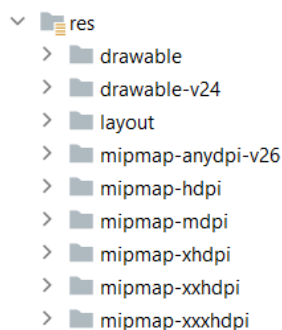 res
drawable
drawable-v24
layout
mipmap-anydpi-v26
mipmap-hdpi
mipmap-mdpi
mipmap-xhdpi
mipmap-xxhdpi
mipmap-xxxhdpi